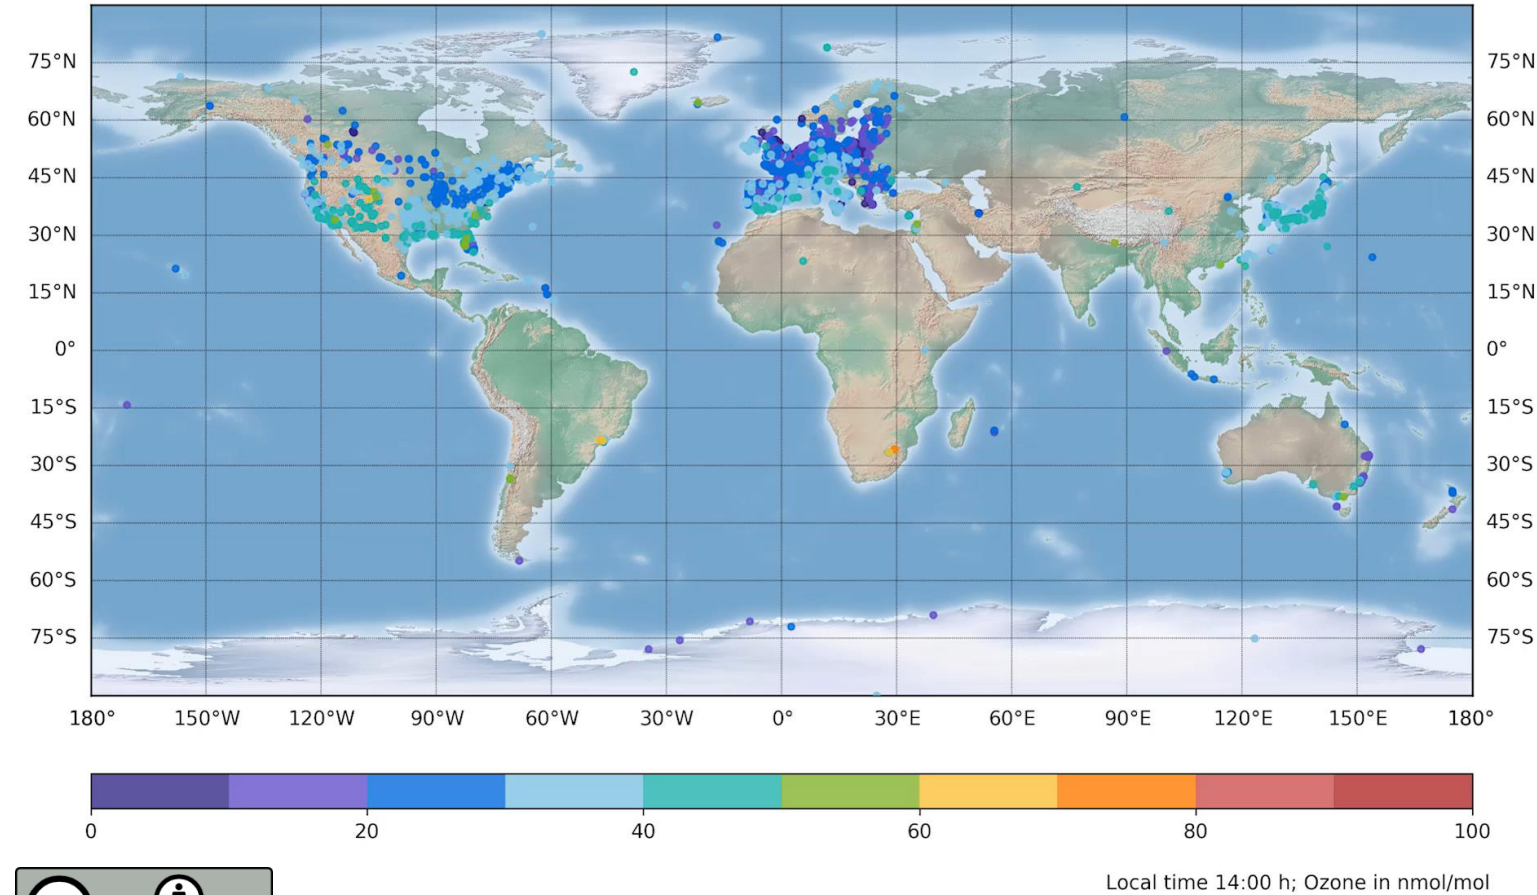 75°N 75°N
60°N 60°N
45°N 45°N
30°N 30°N
15°N 15°N
0° 0°
15°S 15°S
30°S 30°S
45°S 45°S
60°S 60°S
75°S 75°S
180° 150°W 120°W 90°W 60°W 30°W 0° 30°E 60°E 90°E 120°E 150°E 180°
0 20 40 60 80 100
Local time 14:00 h; Ozone in nmol/mol